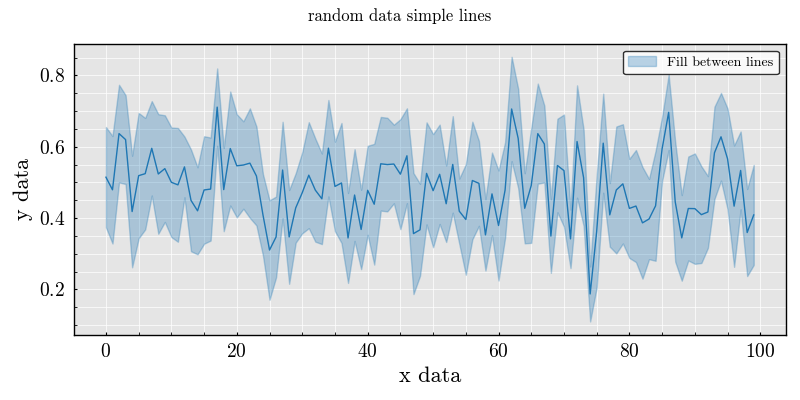 random data simple lines
Fill between lines
y data
0.8
0.6
0.4
0.2
0 20 40 60 80 100
x data